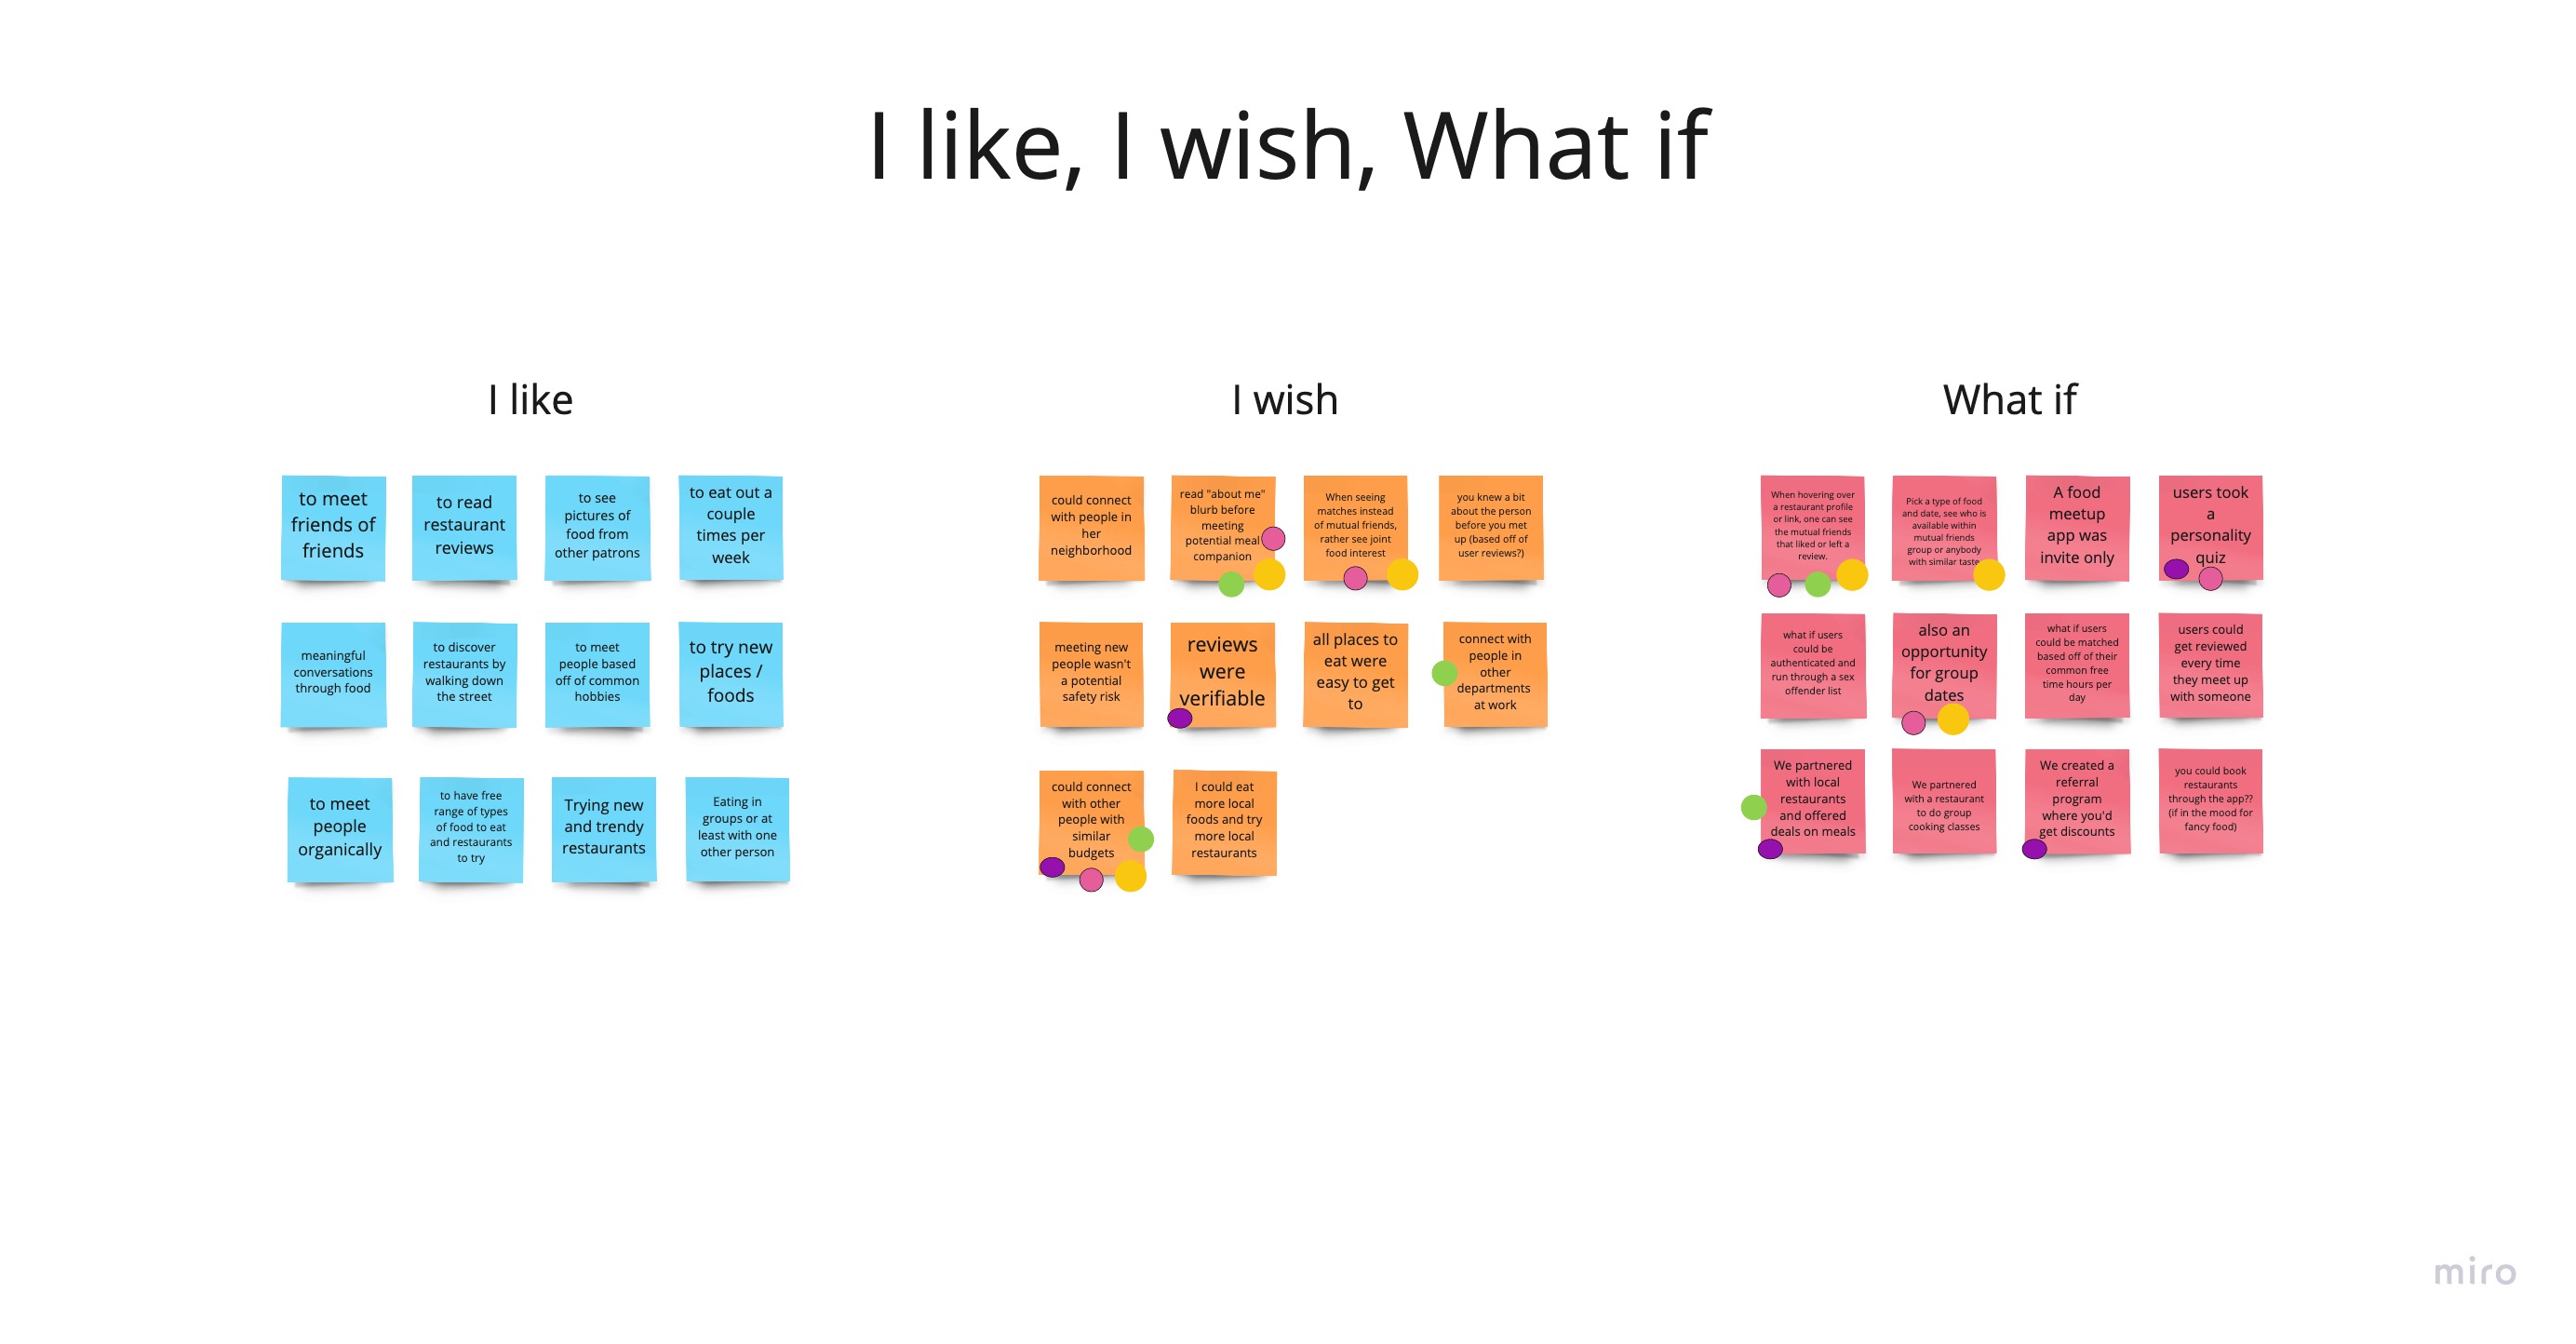 I like, I wish, What if
I like
to meet
friends of
friends
to read
restaurant
reviews
to see
pictures of
food from
other patrons
to eat out a
couple
times per
week
meaningful
conversations
through food
to discover
restaurants by
walking down
the street
to meet
people based
off of common
hobbies
to try new
places /
foods
to meet
people
organically
to have free
range of types
of food to eat
and restaurants
to try
Trying new
and trendy
restaurants
Eating in
groups or at
least with one
other person
I wish
could connect
with people in
her
neighborhood
read "about me"
blurb before
meeting
potential meal
companion
When seeing
matches instead
of mutual friends,
rather see joint
food interest
you knew a bit
about the person
before you met
up (based off of
user reviews?)
meeting new
people wasn't
a potential
safety risk
reviews
were
verifiable
all places to
eat were
easy to get
to
connect with
people in
other
departments
at work
could connect
with other
people with
similar
budgets
I could eat
more local
foods and try
more local
restaurants
What if
When hovering over
a restaurant profile
or link, one can see
the mutual friends
that liked or left a
review.
Pick a type of food
and date, see who is
available within
mutual friends
group or anybody
with similar taste
A food
meetup
app was
invite only
users took
a
personality
quiz
what if users
could be
authenticated and
run through a sex
offender list
also an
opportunity
for group
dates
what if users
could be matched
based off of their
common free
time hours per
day
users could
get reviewed
every time
they meet up
with someone
We partnered
with local
restaurants
and offered
deals on meals
We partnered
with a restaurant
to do group
cooking classes
We created a
referral
program
where you'd
get discounts
you could book
restaurants
through the app??
(if in the mood for
fancy food)
miro